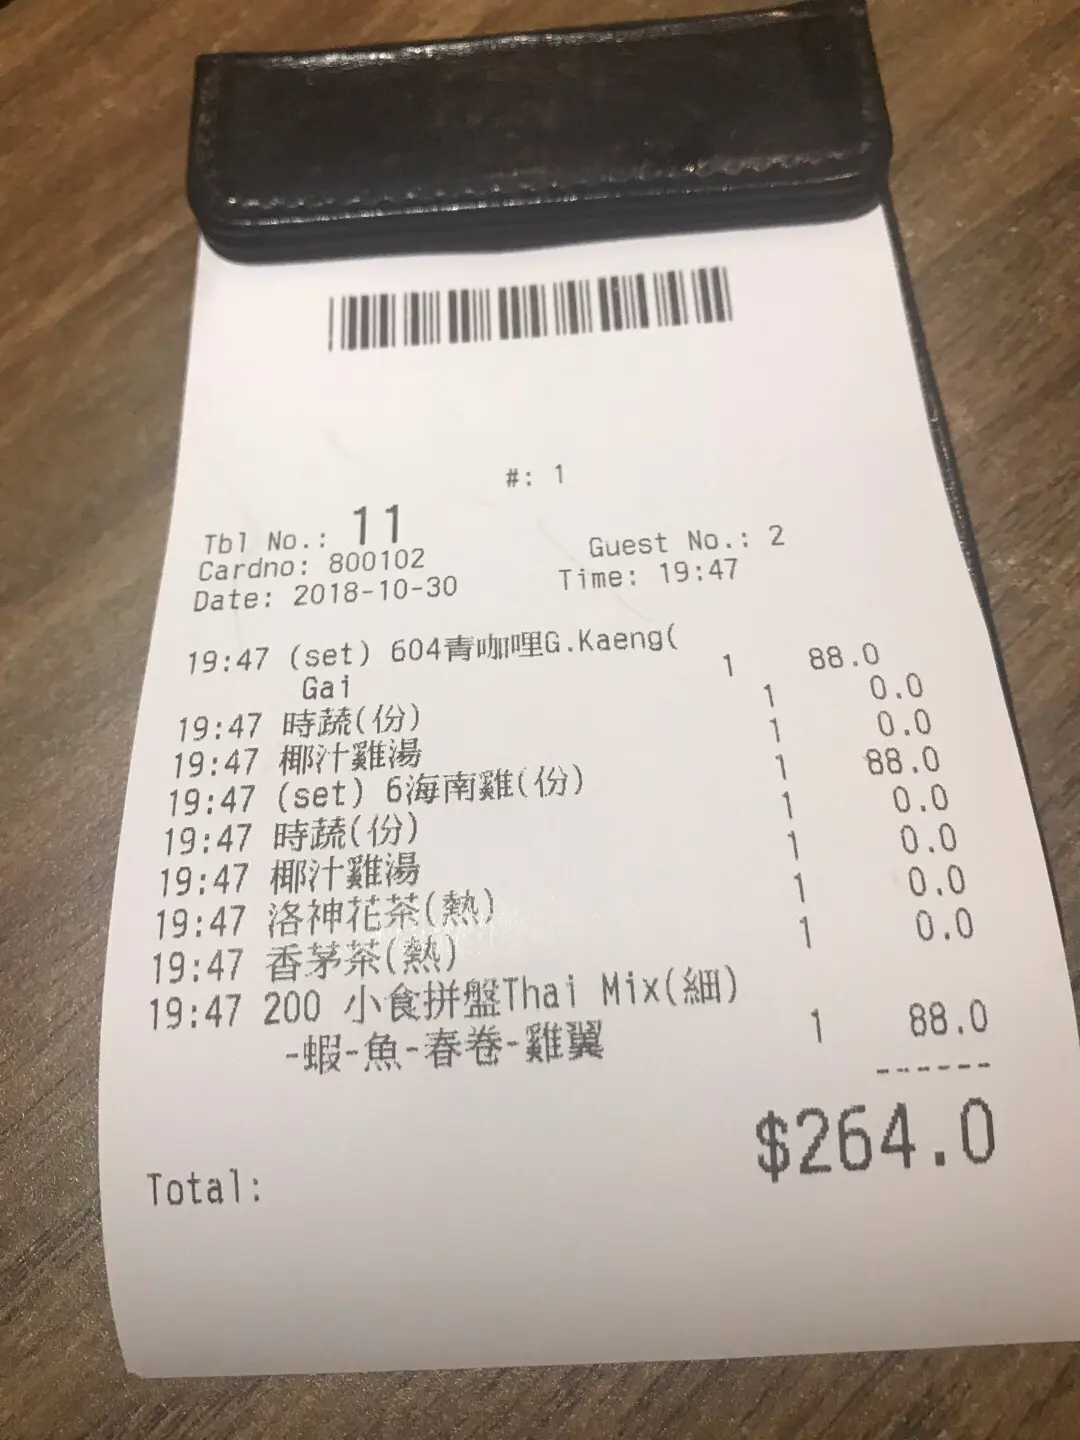 #: 1
Tbl No.: 11 Guest No.: 2
Cardno: 800102
Date: 2018-10-30 Time: 19:47
19:47 (set) 604青咖哩G.Kaeng(
Gai 1 88.0
19:47 時蔬(份) 1 0.0
19:47 椰汁雞湯 1 0.0
19:47 (set) 6海南雞(份) 1 88.0
19:47 時蔬(份) 1 0.0
19:47 椰汁雞湯 1 0.0
19:47 洛神花茶(熱) 1 0.0
19:47 香茅茶(熱) 1 0.0
19:47 200 小食拼盤Thai Mix(細)
-蝦-魚-春卷-雞翼 1 88.0
------
Total: $264.0